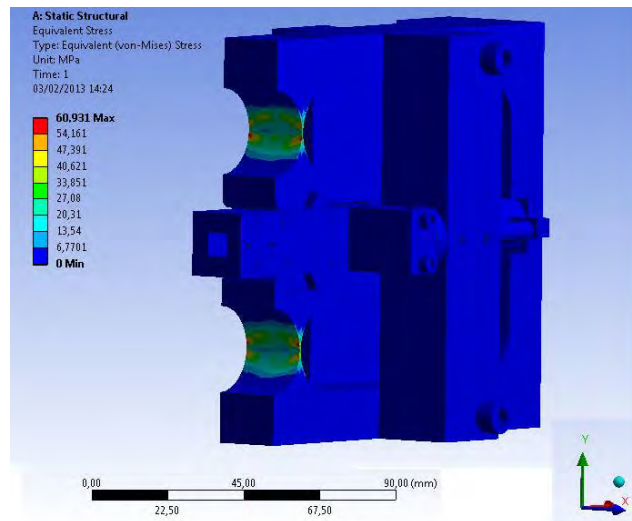 A: Static Structural
Equivalent Stress
Type: Equivalent (von-Mises) Stress
Unit: MPa
Time: 1
03/02/2013 14:24
60,931 Max
54,161
47,391
40,621
33,851
27,08
20,31
13,54
6,7701
0 Min
0,00 45,00 90,00 (mm)
22,50 67,50
Y
X